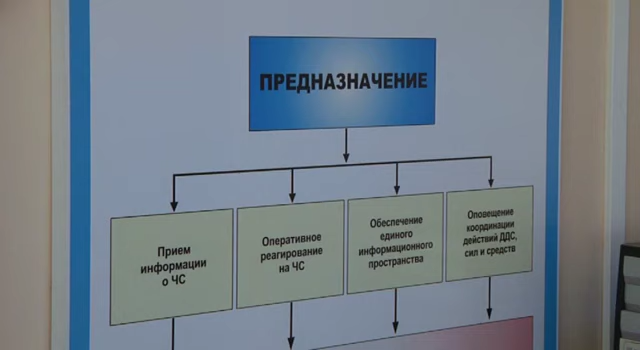 ПРЕДНАЗНАЧЕНИЕ
Прием
информации
о ЧС
Оперативное
реагирование
на ЧС
Обеспечение
единого
информационного
пространства
Оповещение
координации
действий ДДС,
сил и средств